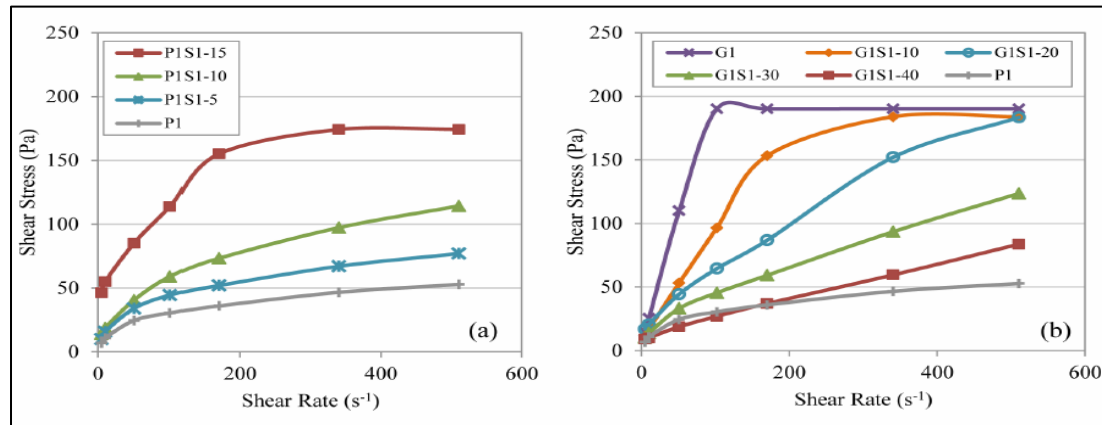 250
200
150
100
50
0
Shear Stress (Pa)
P1S1-15
P1S1-10
P1S1-5
P1
(a)
0 200 400 600
Shear Rate (s-1)
250
200
150
100
50
0
Shear Stress (Pa)
G1 G1S1-10 G1S1-20
G1S1-30 G1S1-40 P1
(b)
0 200 400 600
Shear Rate (s-1)